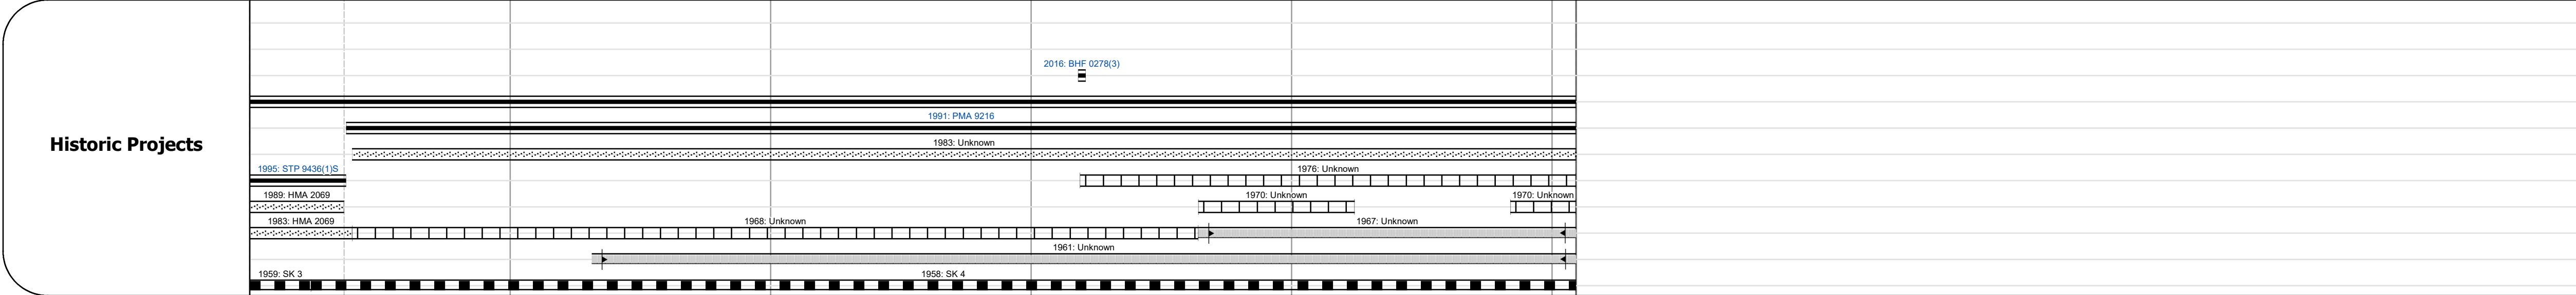 Historic Projects
2016: BHF 0278(3)
1991: PMA 9216
1983: Unknown
1995: STP 9436(1)S
1976: Unknown
1989: HMA 2069
1970: Unknown
1970: Unknown
1983: HMA 2069
1968: Unknown
1967: Unknown
1961: Unknown
1959: SK 3
1958: SK 4